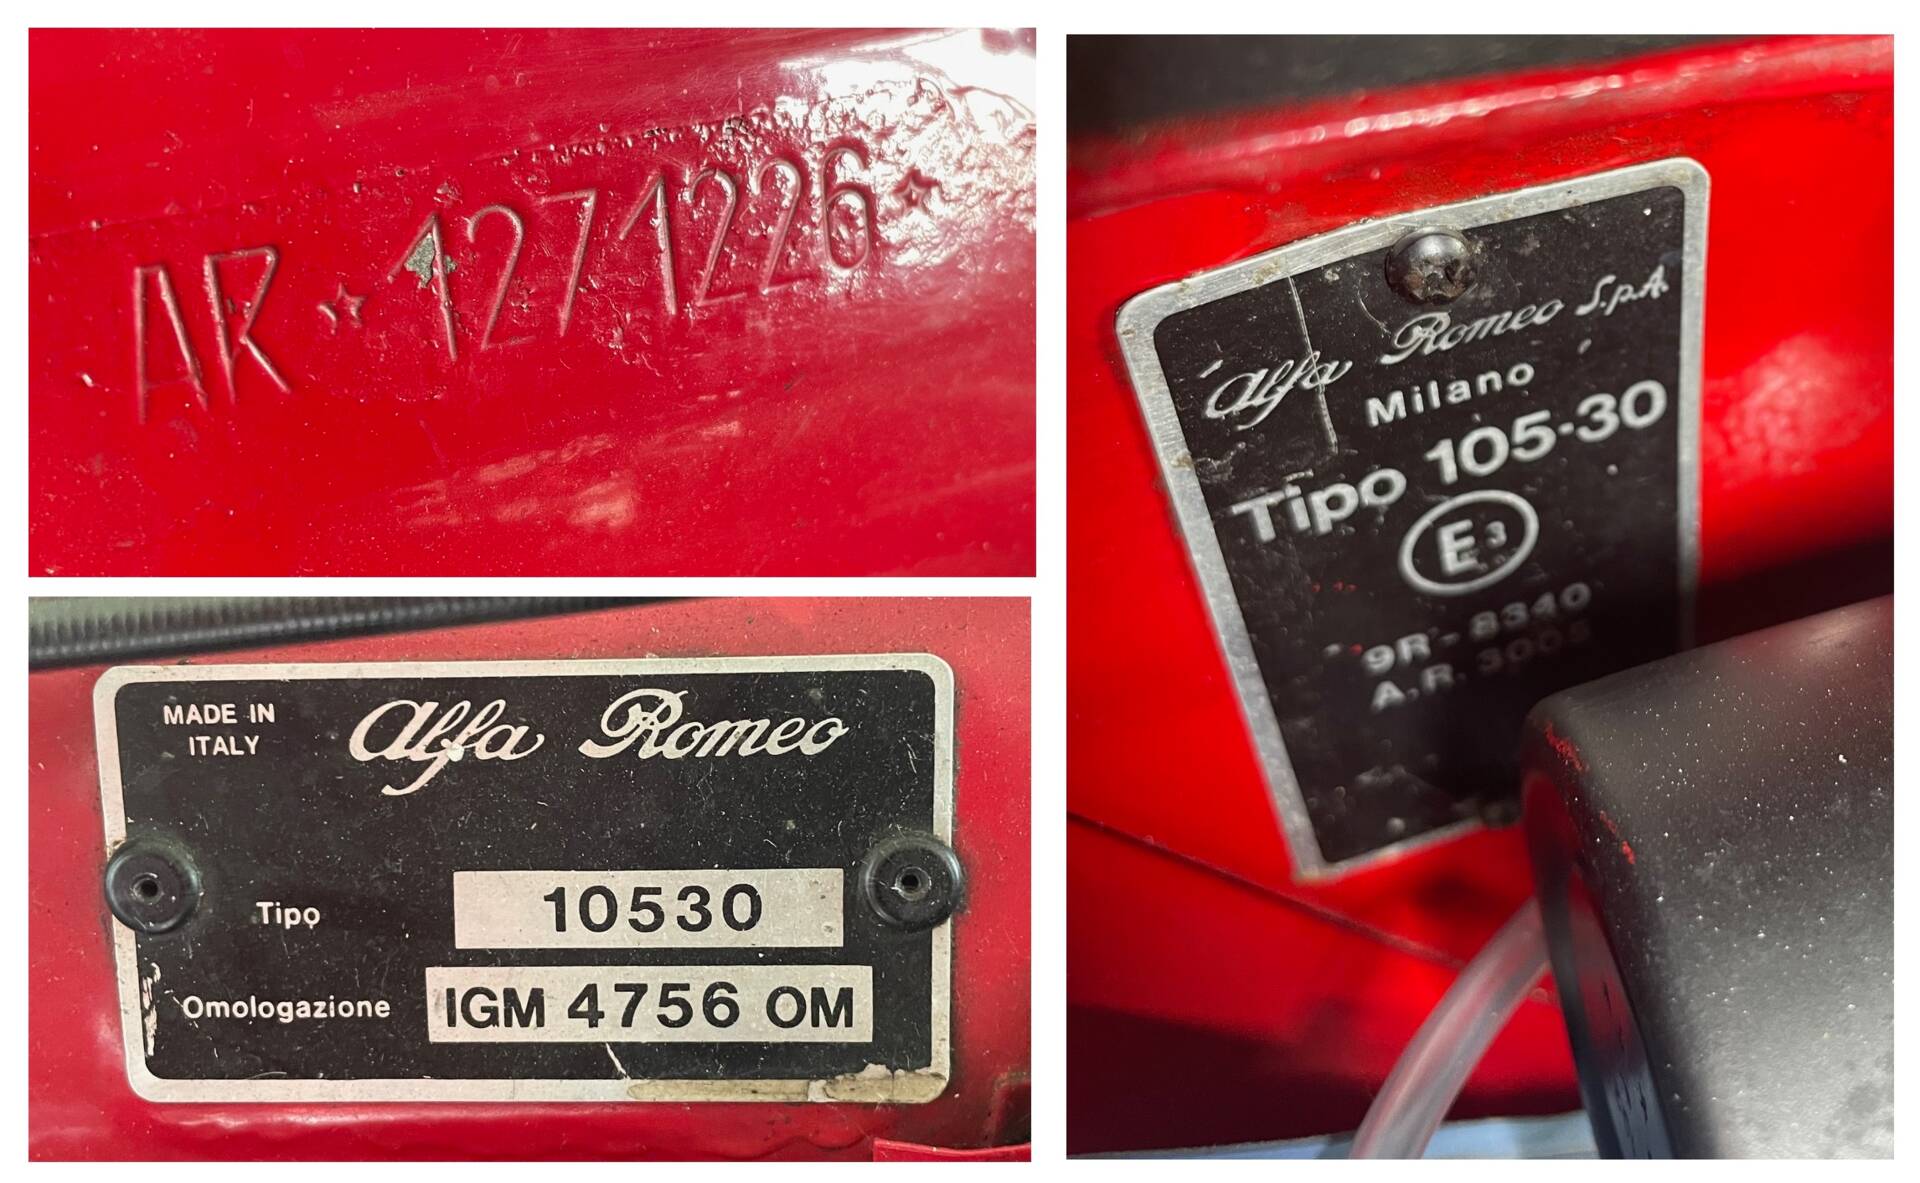 AR ☆ 1271226 ☆
MADE IN
ITALY
Alfa Romeo
Tipo 10530
Omologazione IGM 4756 OM
Alfa Romeo S.p.A.
Milano
Tipo 105-30
E3
9R - 8340
A.R.